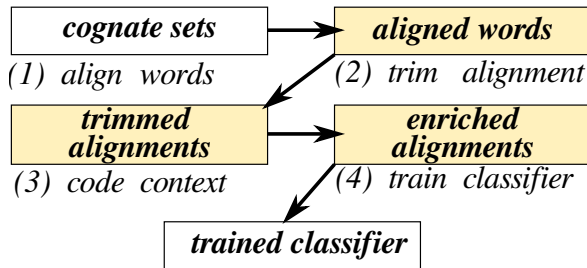 cognate sets
aligned words
(1) align words
(2) trim alignment
trimmed
alignments
enriched
alignments
(3) code context
(4) train classifier
trained classifier